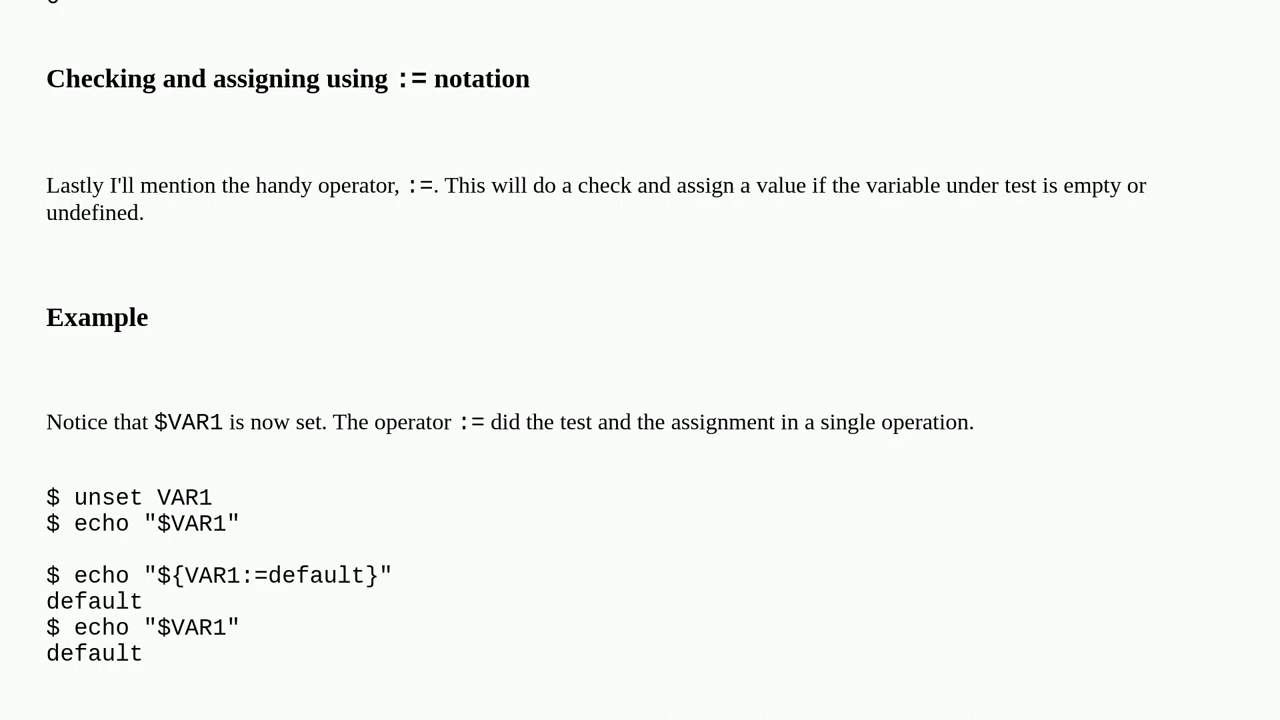 Checking and assigning using := notation
Lastly I'll mention the handy operator, :=. This will do a check and assign a value if the variable under test is empty or
undefined.
Example
Notice that $VAR1 is now set. The operator := did the test and the assignment in a single operation.
$ unset VAR1
$ echo "$VAR1"
$ echo "${VAR1:=default}"
default
$ echo "$VAR1"
default